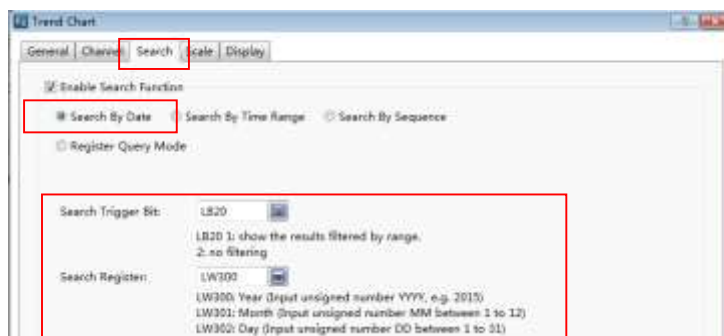 Trend Chart
General Channel Search Scale Display
Enable Search Function
Search By Date Search By Time Range Search By Sequence
Register Query Mode
Search Trigger Bit: LB20
LB20 1: show the results filtered by range.
2: no filtering
Search Register: LW300
LW300: Year (Input unsigned number YYYY, e.g. 2015)
LW301: Month (Input unsigned number MM between 1 to 12)
LW302: Day (Input unsigned number DD between 1 to 31)